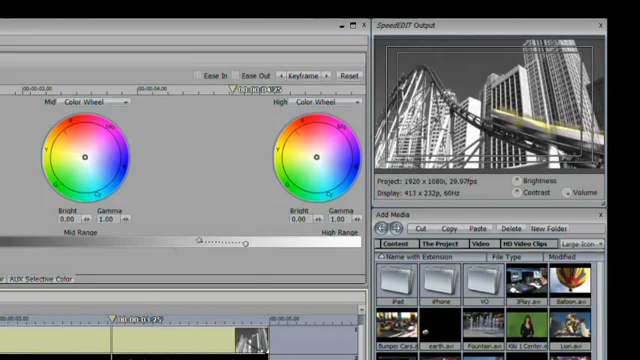 SpeedEDIT Output
Ease In Ease Out Keyframe Reset
00:00:03.00 00:00:04.00 00:00:04;25
Mid Color Wheel High Color Wheel
Project: 1920 x 1080i, 29.97fps
Display: 413 x 232p, 60Hz
Brightness
Contrast Volume
Add Media
Cut Copy Paste Delete New Folder
Content The Project Video HD Video Clips Large Icon
Name with Extension File Type Modified
Bright Gamma Bright Gamma
0.00 1.00 0.00 1.00
Mid Range High Range
AUX Selective Color
iPad iPhone VO 3Play.avi Balloon.avi
00:00:03;25 00:00:05:00
Bumper Cars.a earth.avi Fountain.avi Kiki I Center.avi Lion.avi